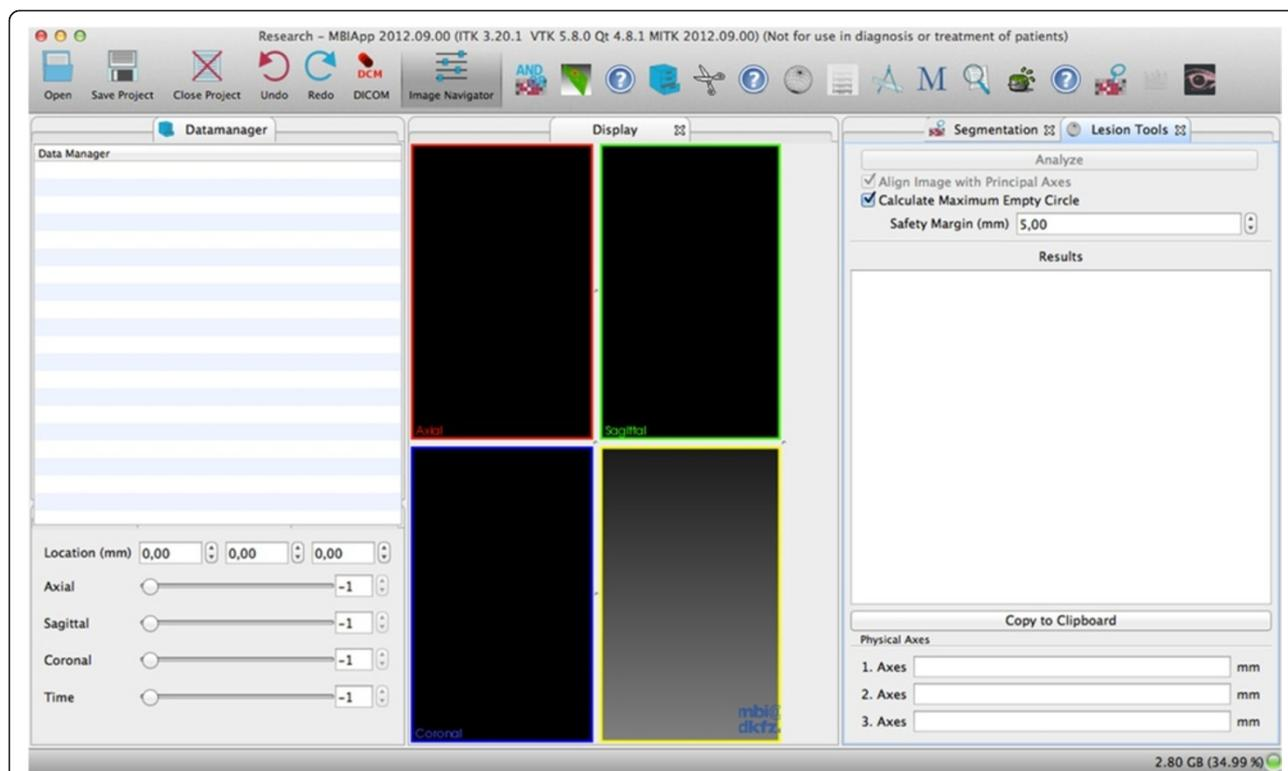 Research – MBIApp 2012.09.00 (ITK 3.20.1 VTK 5.8.0 Qt 4.8.1 MITK 2012.09.00) (Not for use in diagnosis or treatment of patients)
Open
Save Project
Close Project
Undo
Redo
DCM
DICOM
Image Navigator
AND
M
Datamanager
Data Manager
Location (mm) 0,00 0,00 0,00
Axial -1
Sagittal -1
Coronal -1
Time -1
Display
Axial
Sagittal
Coronal
mbi@
dkfz.
Segmentation
Lesion Tools
Analyze
Align Image with Principal Axes
Calculate Maximum Empty Circle
Safety Margin (mm) 5,00
Results
Copy to Clipboard
Physical Axes
1. Axes mm
2. Axes mm
3. Axes mm
2.80 GB (34.99 %)